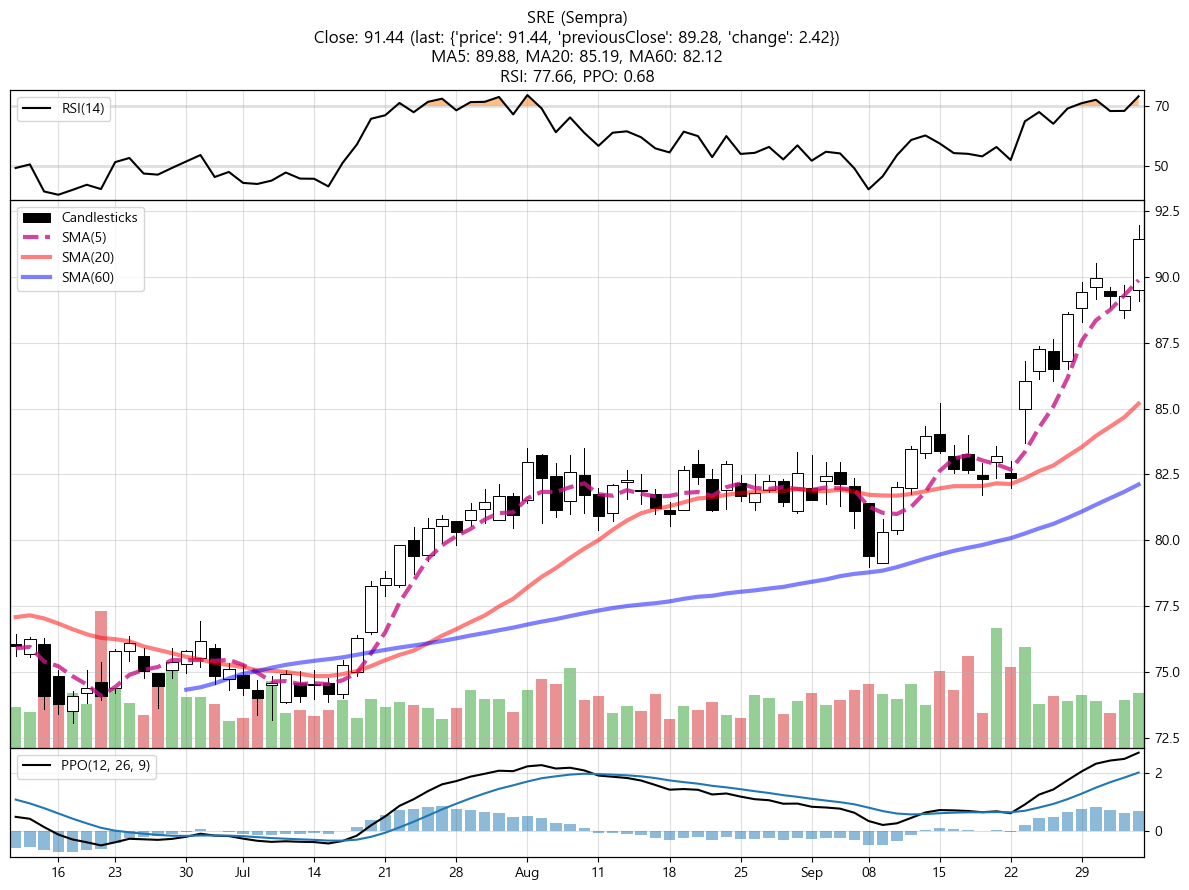 SRE (Sempra)
Close: 91.44 (last: {'price': 91.44, 'previousClose': 89.28, 'change': 2.42})
MA5: 89.88, MA20: 85.19, MA60: 82.12
RSI: 77.66, PPO: 0.68
RSI(14)
70
50
Candlesticks
SMA(5)
SMA(20)
SMA(60)
92.5
90.0
87.5
85.0
82.5
80.0
77.5
75.0
72.5
PPO(12, 26, 9)
2
0
16 23 30 Jul 14 21 28 Aug 11 18 25 Sep 08 15 22 29